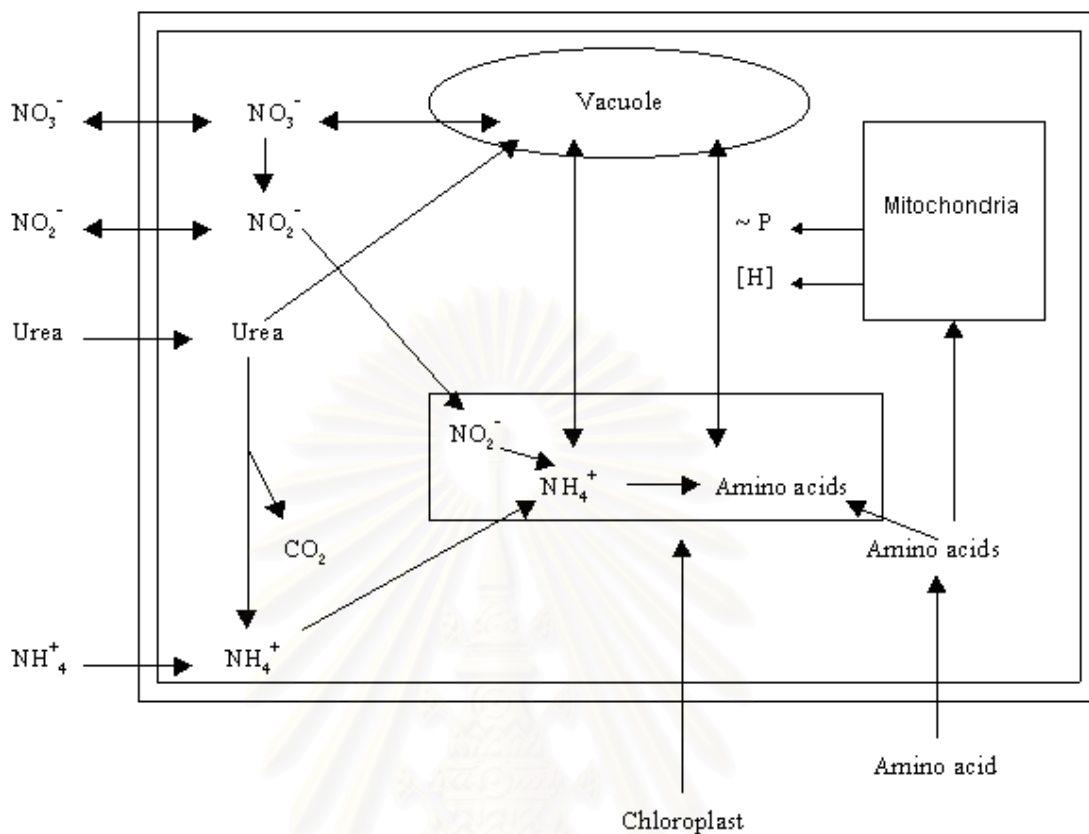 Vacuole
NO₃⁻ NO₃⁻
Mitochondria
NO₂⁻ NO₂⁻
~ P
[H]
Urea Urea
NO₂⁻
NH₄⁺ Amino acids
CO₂
Amino acids
NH⁺₄ NH₄⁺
Amino acid
Chloroplast